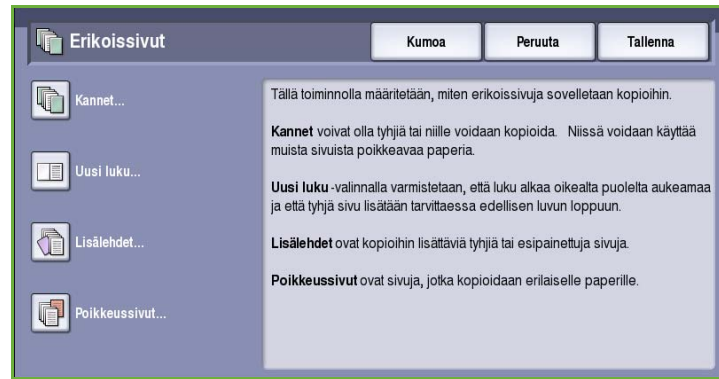 Erikoissivut
Kumoa
Peruuta
Tallenna
Kannet...
Uusi luku...
Lisälehdet...
Poikkeussivut...
Tällä toiminnolla määritetään, miten erikoissivuja sovelletaan kopioihin.
Kannet voivat olla tyhjiä tai niille voidaan kopioida. Niissä voidaan käyttää
muista sivuista poikkeavaa paperia.
Uusi luku -valinnalla varmistetaan, että luku alkaa oikealta puolelta aukeamaa
ja että tyhjä sivu lisätään tarvittaessa edellisen luvun loppuun.
Lisälehdet ovat kopioihin lisättäviä tyhjiä tai esipainettuja sivuja.
Poikkeussivut ovat sivuja, jotka kopioidaan erilaiselle paperille.